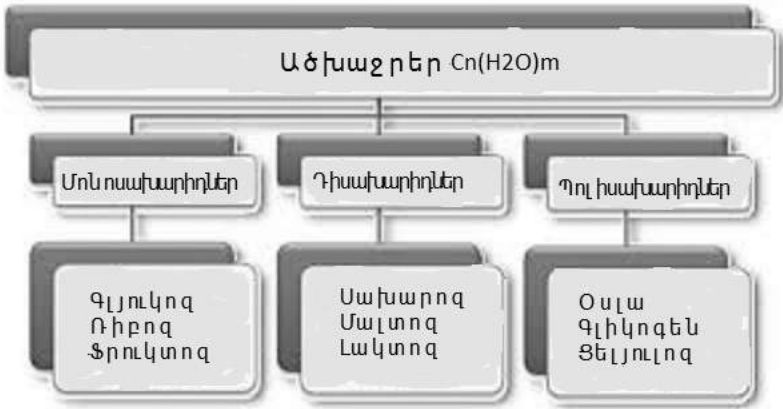 Ածխաջրեր Cn(H2O)m
Մոնոսախարիդներ
Դիսախարիդներ
Պոլիսախարիդներ
Գլյուկոզ
Ռիբոզ
Ֆրուկտոզ
Սախարոզ
Մալտոզ
Լակտոզ
Օսլա
Գլիկոգեն
Ցելյուլոզ